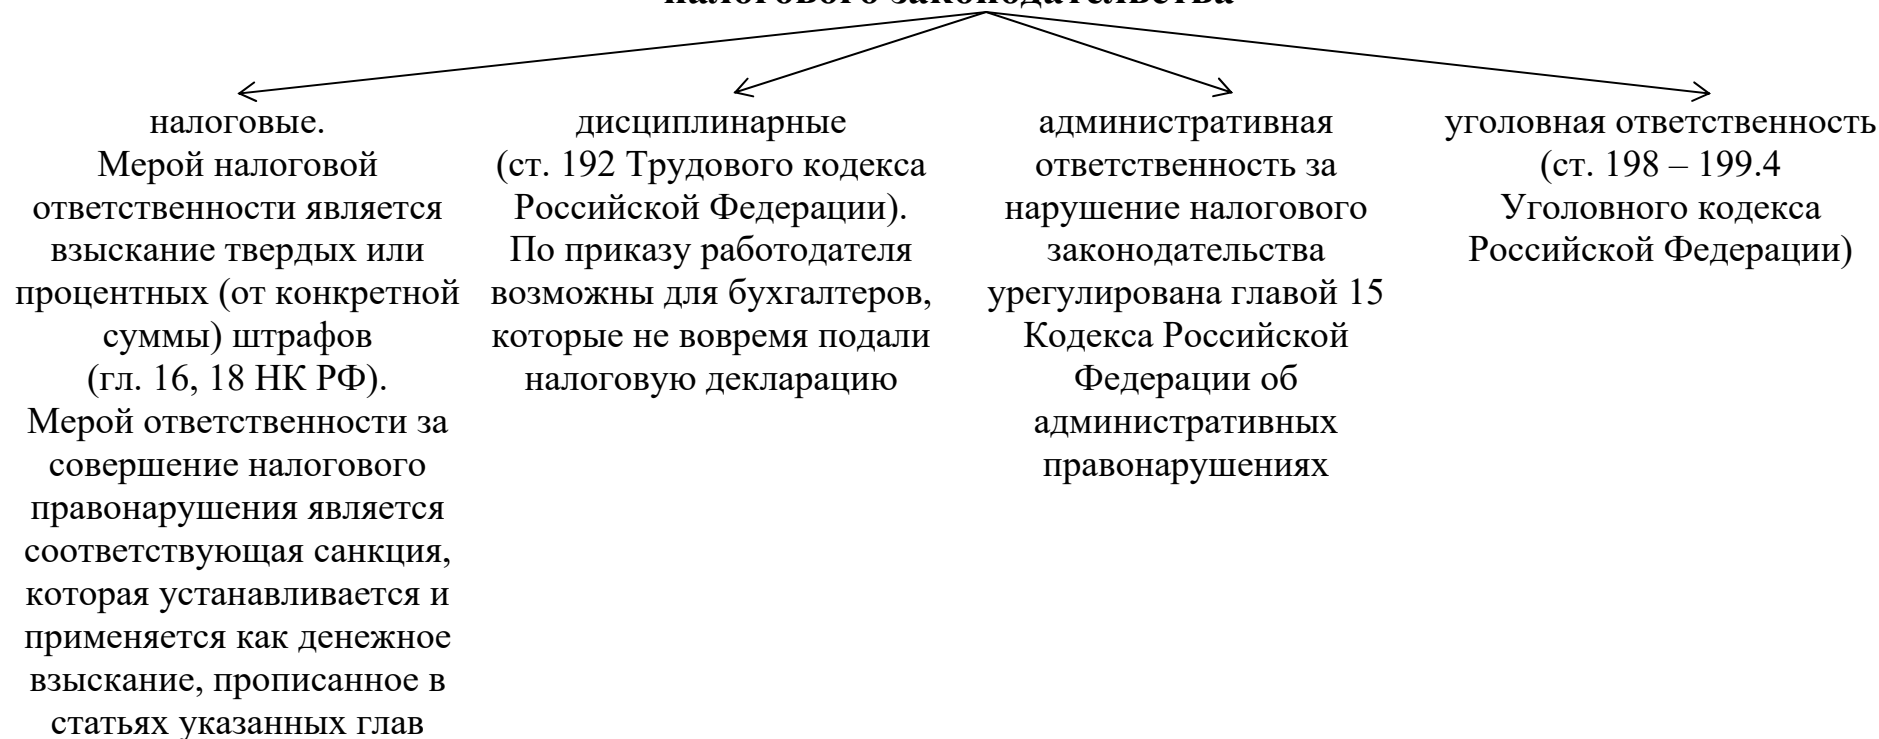 налогового законодательства
налоговые.
Мерой налоговой
ответственности является
взыскание твердых или
процентных (от конкретной
суммы) штрафов
(гл. 16, 18 НК РФ).
Мерой ответственности за
совершение налогового
правонарушения является
соответствующая санкция,
которая устанавливается и
применяется как денежное
взыскание, прописанное в
статьях указанных глав
дисциплинарные
(ст. 192 Трудового кодекса
Российской Федерации).
По приказу работодателя
возможны для бухгалтеров,
которые не вовремя подали
налоговую декларацию
административная
ответственность за
нарушение налогового
законодательства
урегулирована главой 15
Кодекса Российской
Федерации об
административных
правонарушениях
уголовная ответственность
(ст. 198 – 199.4
Уголовного кодекса
Российской Федерации)